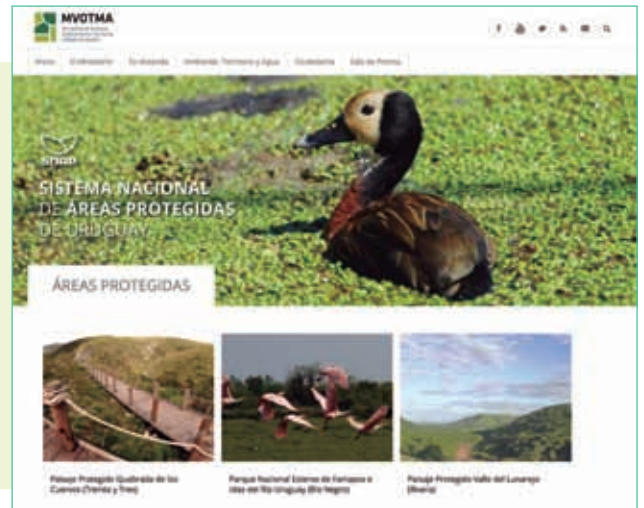 MVOTMA
Inicio El Ministerio Tu vivienda Ambiente, Territorio y Agua Ciudadanía Sala de Prensa
snap
SISTEMA NACIONAL
DE ÁREAS PROTEGIDAS
DE URUGUAY
ÁREAS PROTEGIDAS
Paisaje Protegido Quebrada de los
Cuervos (Treinta y Tres)
Parque Nacional Esteros de Farrapos e
Islas del Río Uruguay (Río Negro)
Paisaje Protegido Valle del Lunarejo
(Rivera)